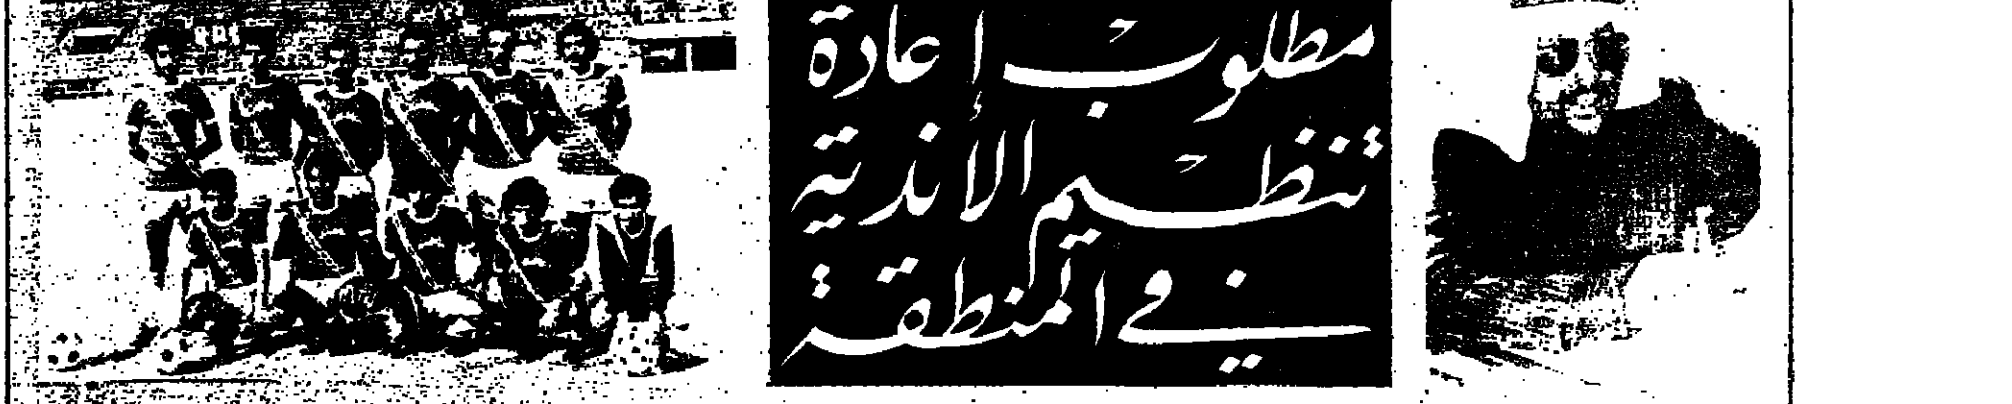 مطلوب إعادة
تنظيم الأندية
في المنطقة